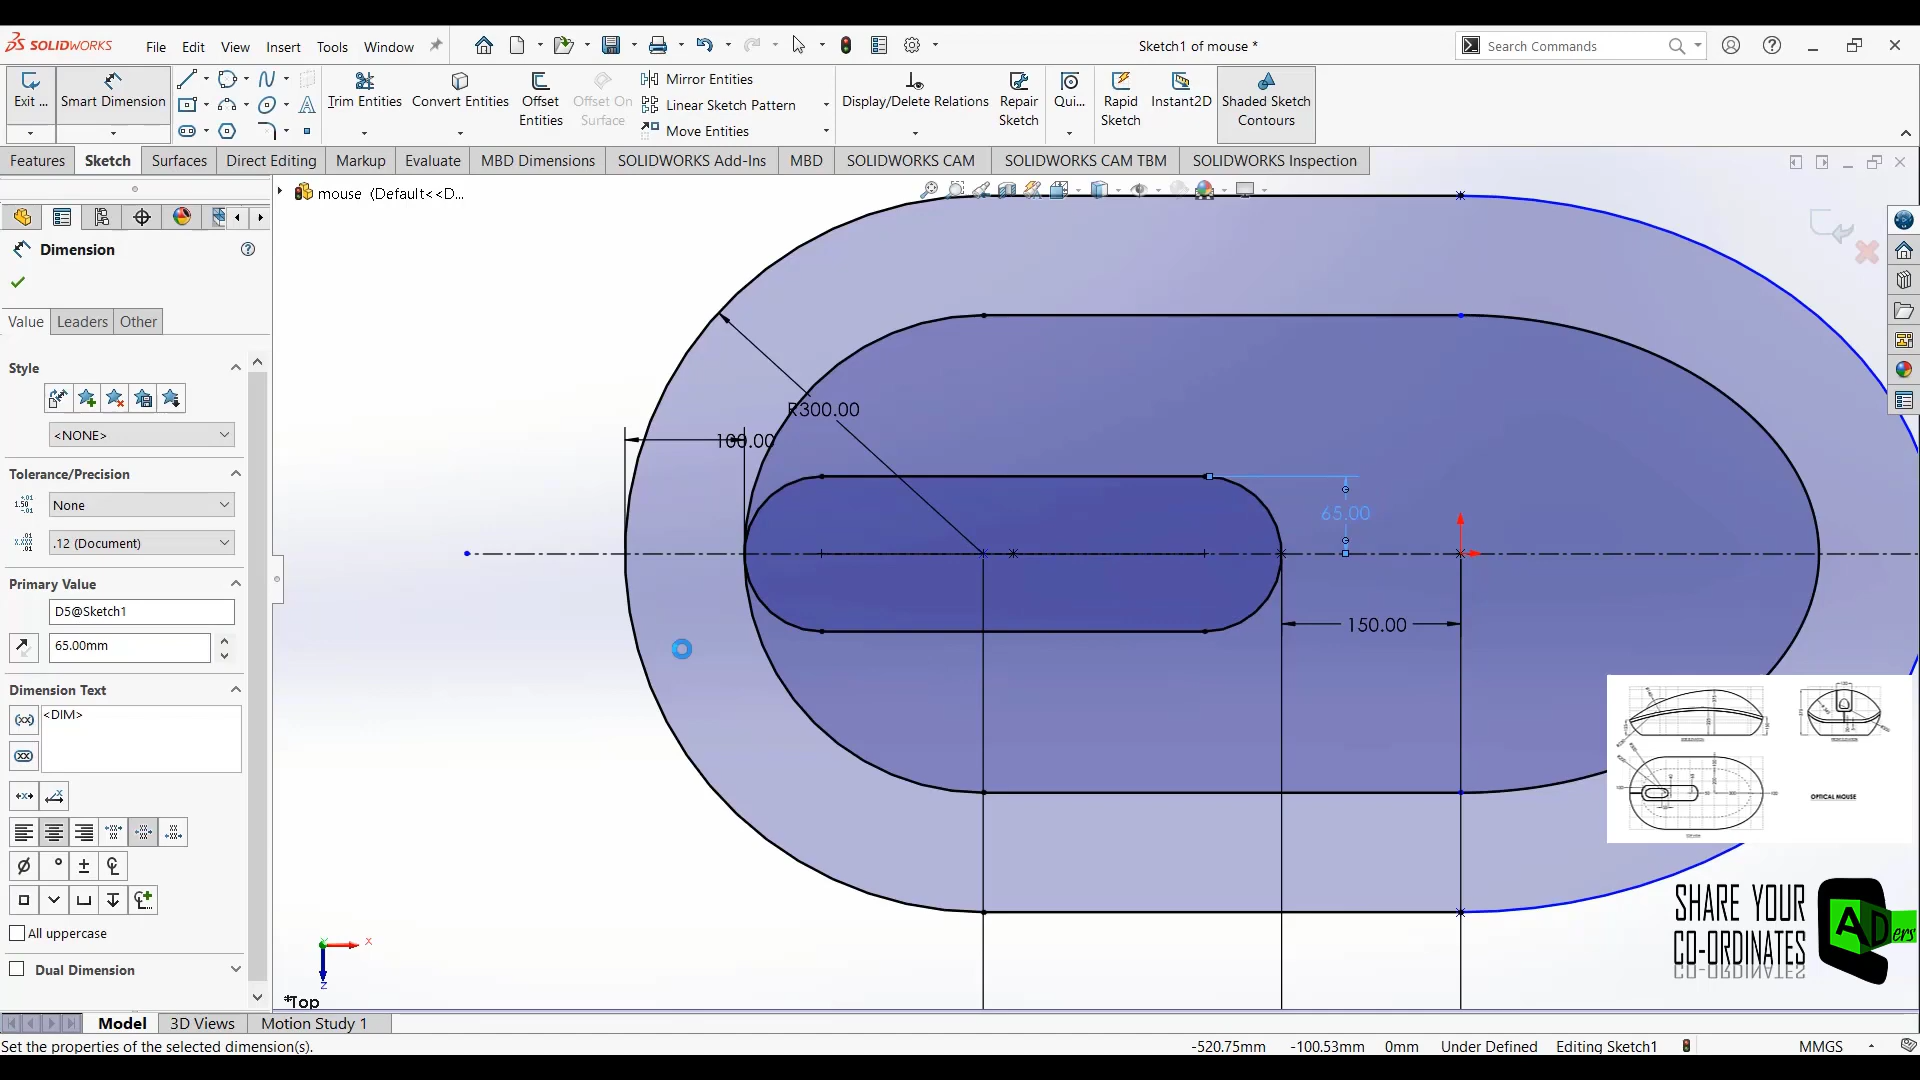 SOLIDWORKS File Edit View Insert Tools Window Sketch1 of mouse * Search Commands
Exit ... Smart Dimension Trim Entities Convert Entities Offset Entities Offset On Surface Mirror Entities Linear Sketch Pattern Move Entities Display/Delete Relations Repair Sketch Qui... Rapid Sketch Instant2D Shaded Sketch Contours
Features Sketch Surfaces Direct Editing Markup Evaluate MBD Dimensions SOLIDWORKS Add-Ins MBD SOLIDWORKS CAM SOLIDWORKS CAM TBM SOLIDWORKS Inspection
mouse (Default<<D...
Dimension
Value Leaders Other
Style
<NONE>
Tolerance/Precision
None
.12 (Document)
Primary Value
D5@Sketch1
65.00mm
Dimension Text
<DIM>
All uppercase
Dual Dimension
R300.00
100.00
65.00
150.00
OPTICAL MOUSE
SHARE YOUR
CO-ORDINATES
ADers
X
Z
*Top
Model 3D Views Motion Study 1
Set the properties of the selected dimension(s). -520.75mm -100.53mm 0mm Under Defined Editing Sketch1 MMGS